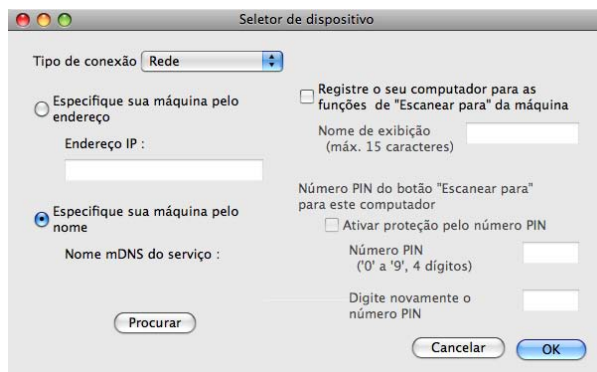 Seletor de dispositivo
Tipo de conexão Rede
Especifique sua máquina pelo
endereço
Endereço IP :
Especifique sua máquina pelo
nome
Nome mDNS do serviço :
Procurar
Registre o seu computador para as
funções de "Escanear para" da máquina
Nome de exibição
(máx. 15 caracteres)
Número PIN do botão "Escanear para"
para este computador
Ativar proteção pelo número PIN
Número PIN
('0' a '9', 4 dígitos)
Digite novamente o
número PIN
Cancelar
OK